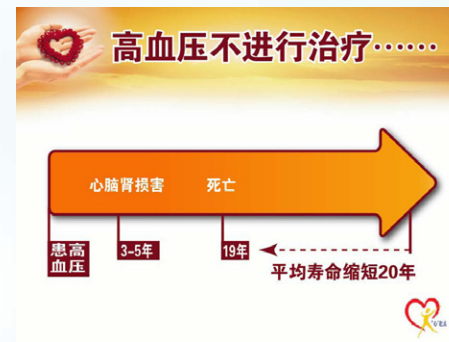 高血压不进行治疗……
心脑肾损害
死亡
患高
血压
3-5年
19年
平均寿命缩短20年